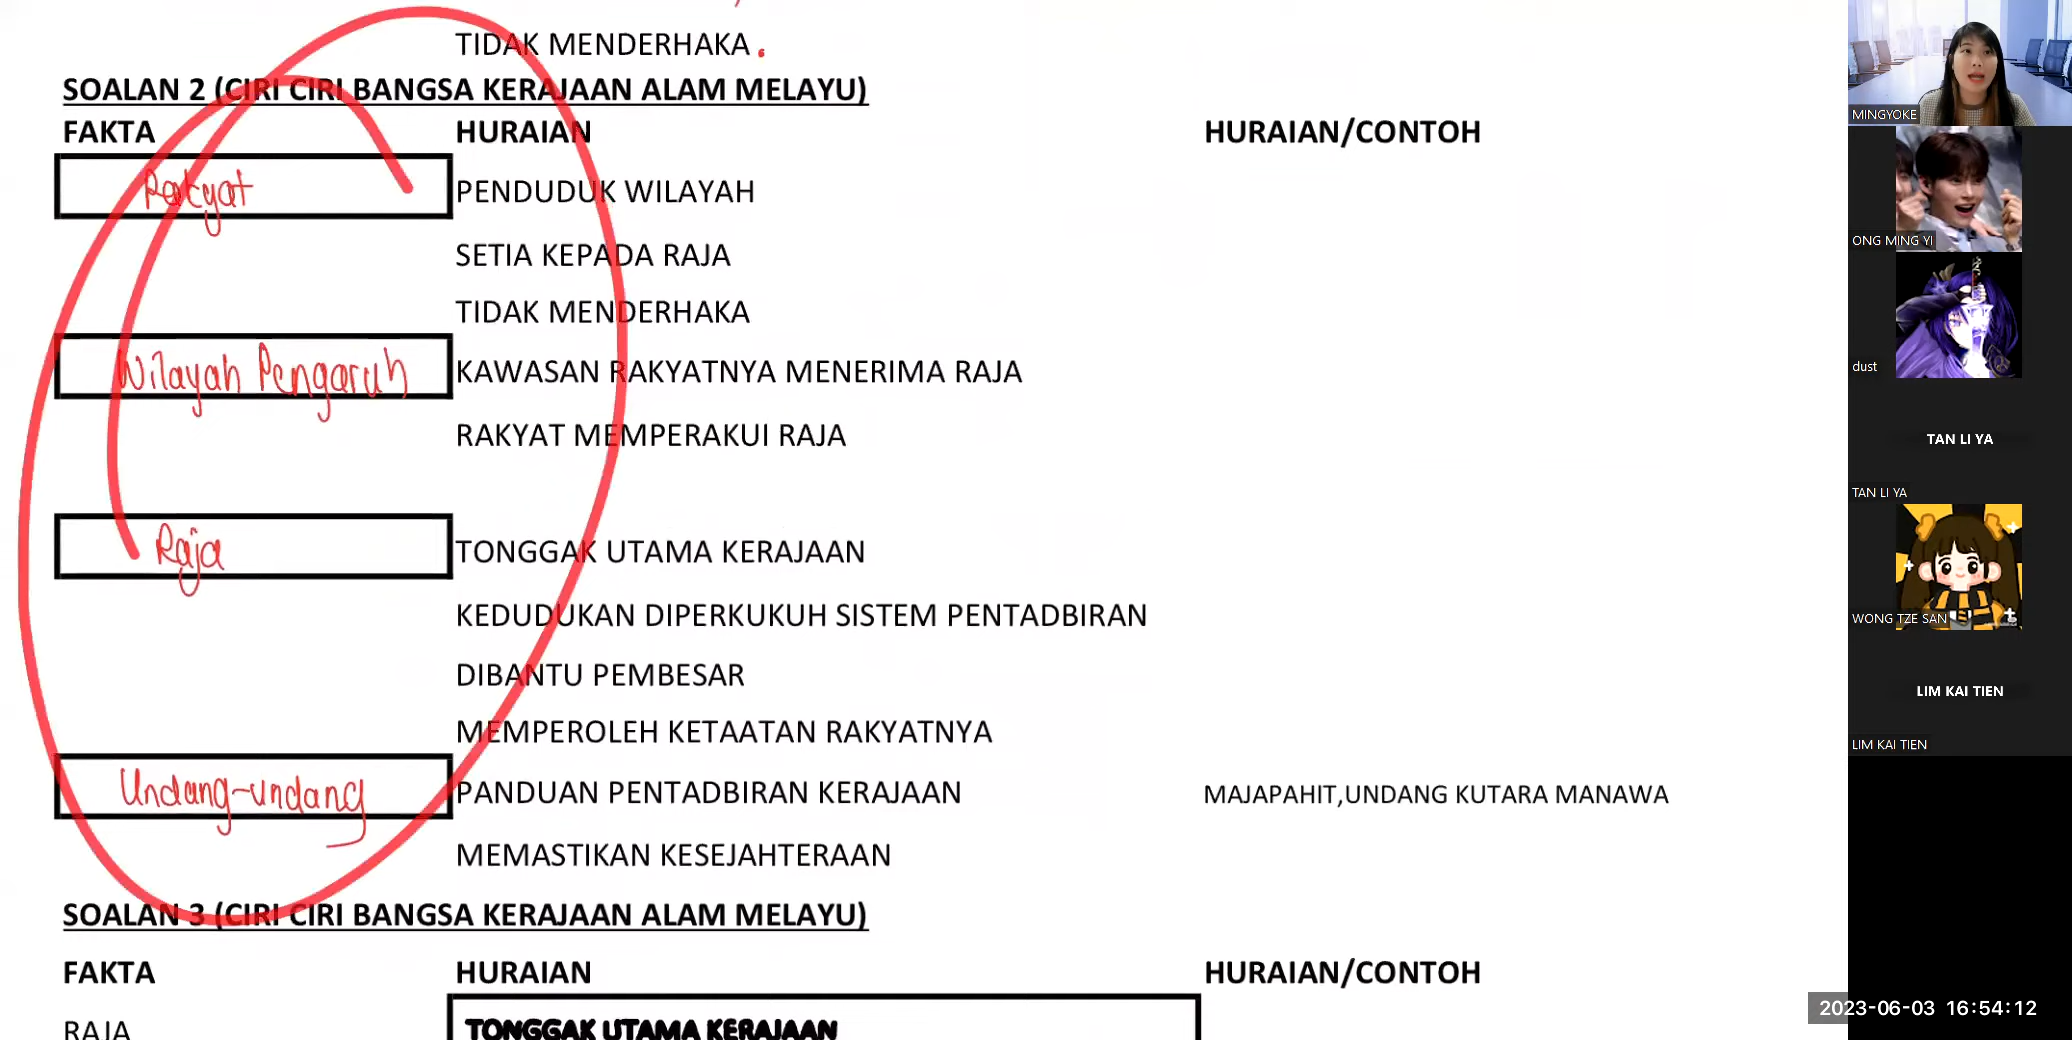 TIDAK MENDERHAKA.
SOALAN 2 (CIRI CIRI BANGSA KERAJAAN ALAM MELAYU)
FAKTA HURAIAN HURAIAN/CONTOH
Rakyat PENDUDUK WILAYAH
SETIA KEPADA RAJA
TIDAK MENDERHAKA
Wilayah Pengaruh KAWASAN RAKYATNYA MENERIMA RAJA
RAKYAT MEMPERAKUI RAJA
Raja TONGGAK UTAMA KERAJAAN
KEDUDUKAN DIPERKUKUH SISTEM PENTADBIRAN
DIBANTU PEMBESAR
MEMPEROLEH KETAATAN RAKYATNYA
Undang-undang PANDUAN PENTADBIRAN KERAJAAN MAJAPAHIT,UNDANG KUTARA MANAWA
MEMASTIKAN KESEJAHTERAAN
SOALAN 3 (CIRI CIRI BANGSA KERAJAAN ALAM MELAYU)
FAKTA HURAIAN HURAIAN/CONTOH
RAJA TONGGAK UTAMA KERAJAAN
MINGYOKE
ONG MING YI
dust
TAN LI YA
TAN LI YA
WONG TZE SAN
LIM KAI TIEN
LIM KAI TIEN
2023-06-03 16:54:12